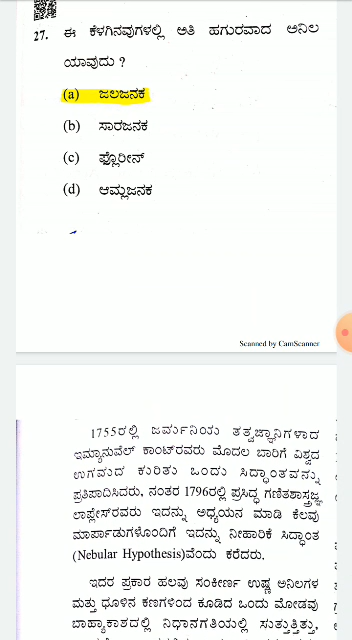 27. ಈ ಕೆಳಗಿನವುಗಳಲ್ಲಿ ಅತಿ ಹಗುರವಾದ ಅನಿಲ
ಯಾವುದು ?
(a) ಜಲಜನಕ
(b) ಸಾರಜನಕ
(c) ಫ್ಲೊರೀನ್
(d) ಆಮ್ಲಜನಕ
Scanned by CamScanner
1755ರಲ್ಲಿ ಜರ್ಮನಿಯ ತತ್ವಜ್ಞಾನಿಗಳಾದ
ಇಮ್ಯಾನುವೆಲ್ ಕಾಂಟ್‌ರವರು ಮೊದಲ ಬಾರಿಗೆ ವಿಶ್ವದ
ಉಗಮದ ಕುರಿತು ಒಂದು ಸಿದ್ಧಾಂತವನ್ನು
ಪ್ರತಿಪಾದಿಸಿದರು, ನಂತರ 1796ರಲ್ಲಿ ಪ್ರಸಿದ್ಧ ಗಣಿತಶಾಸ್ತ್ರಜ್ಞ
ಲಾಪ್ಲೇಸ್‌ರವರು ಇದನ್ನು ಅಧ್ಯಯನ ಮಾಡಿ ಕೆಲವು
ಮಾರ್ಪಾಡುಗಳೊಂದಿಗೆ ಇದನ್ನು ನೀಹಾರಿಕೆ ಸಿದ್ಧಾಂತ
(Nebular Hypothesis)ವೆಂದು ಕರೆದರು.
ಇದರ ಪ್ರಕಾರ ಹಲವು ಸಂಕೀರ್ಣ ಉಷ್ಣ ಅನಿಲಗಳ
ಮತ್ತು ಧೂಳಿನ ಕಣಗಳಿಂದ ಕೂಡಿದ ಒಂದು ಮೋಡವು
ಬಾಹ್ಯಾಕಾಶದಲ್ಲಿ ನಿಧಾನಗತಿಯಲ್ಲಿ ಸುತ್ತುತ್ತಿತ್ತು,